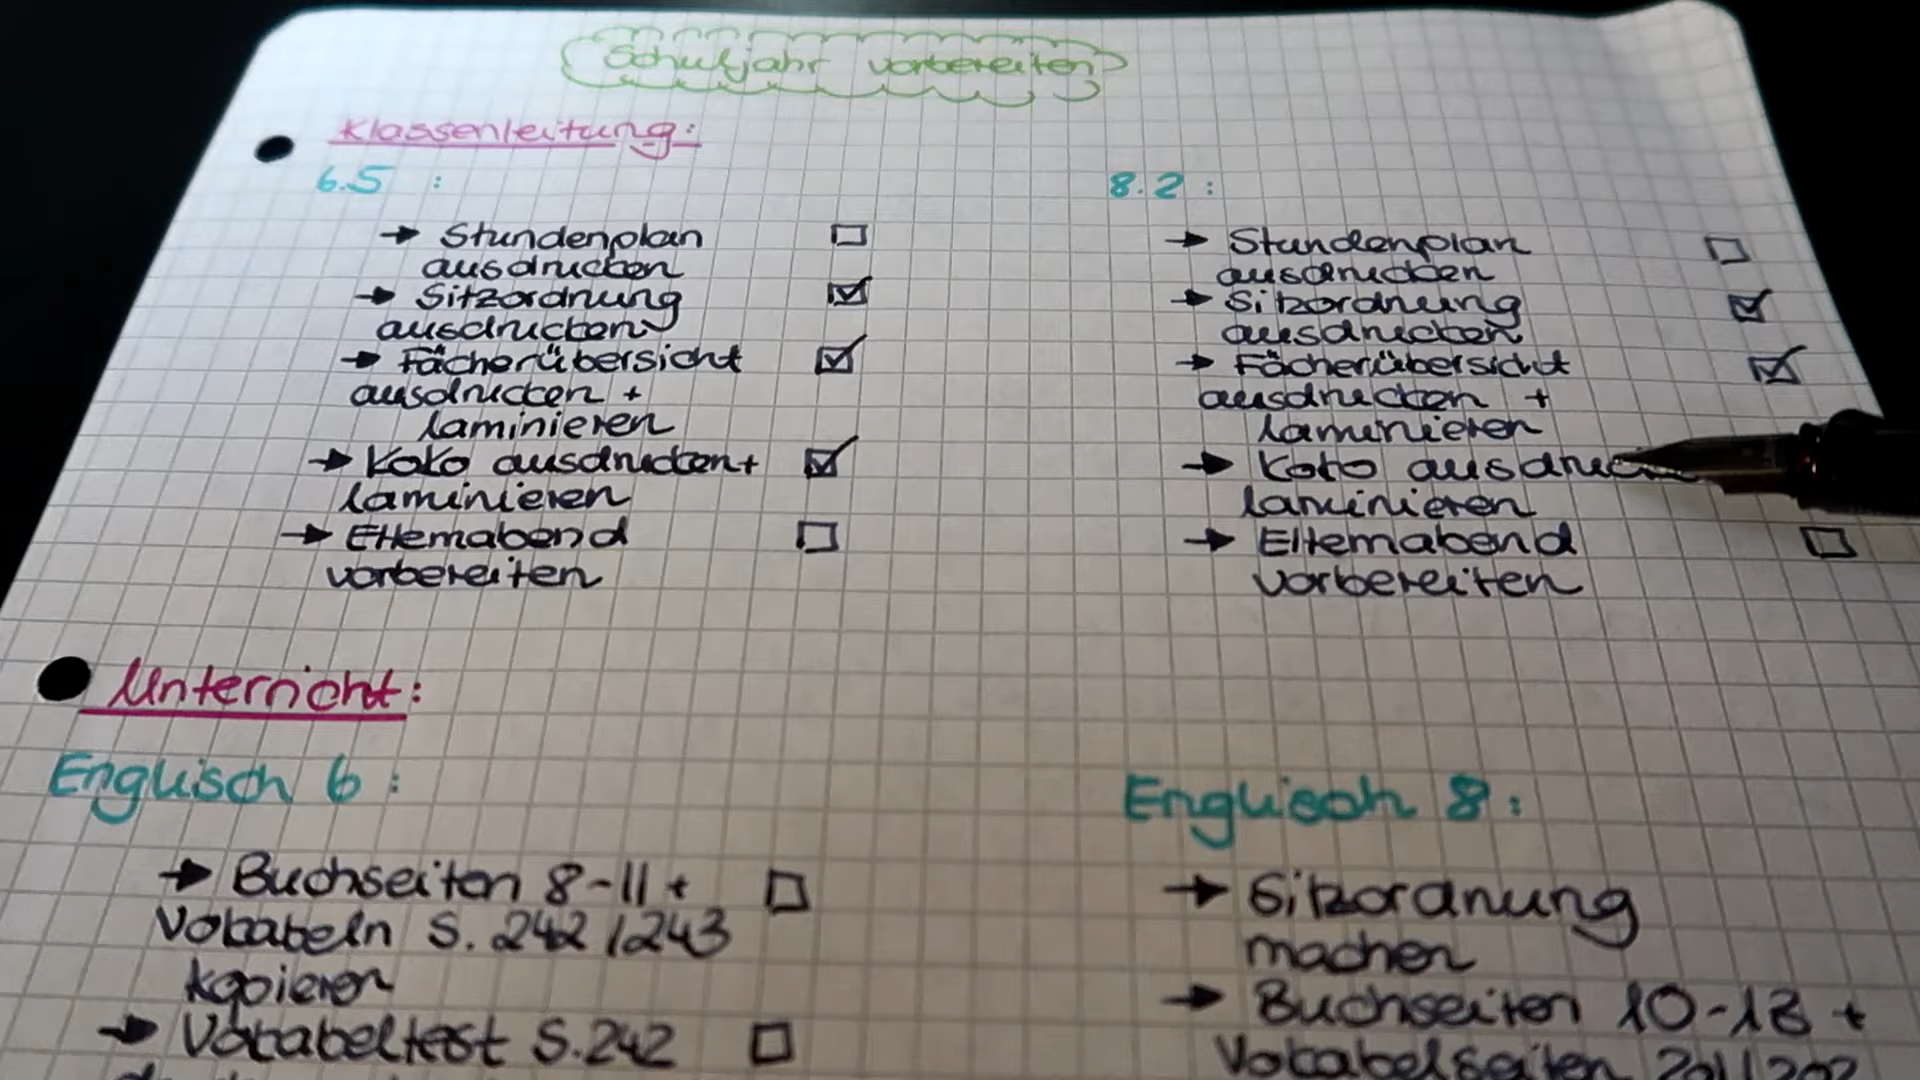 Schuljahr vorbereiten
Klassenleitung:
6.5 :
→ Stundenplan
ausdrucken
→ Sitzordnung
ausdrucken
→ Fächerübersicht
ausdrucken +
laminieren
→ Koko ausdrucken+
laminieren
→ Elternabend
vorbereiten
8.2 :
→ Stundenplan
ausdrucken
→ Sitzordnung
ausdrucken
→ Fächerübersicht
ausdrucken +
laminieren
→ Koko
laminieren
→ Elternabend
vorbereiten
Unterricht:
Englisch 6 :
→ Buchseiten 8-11 +
Vokabeln S. 242/243
kopieren
→ Vokabeltest S.242
Englisch 8 :
→ Sitzordnung
machen
→ Buchseiten 10-13 +
Vokabelseiten